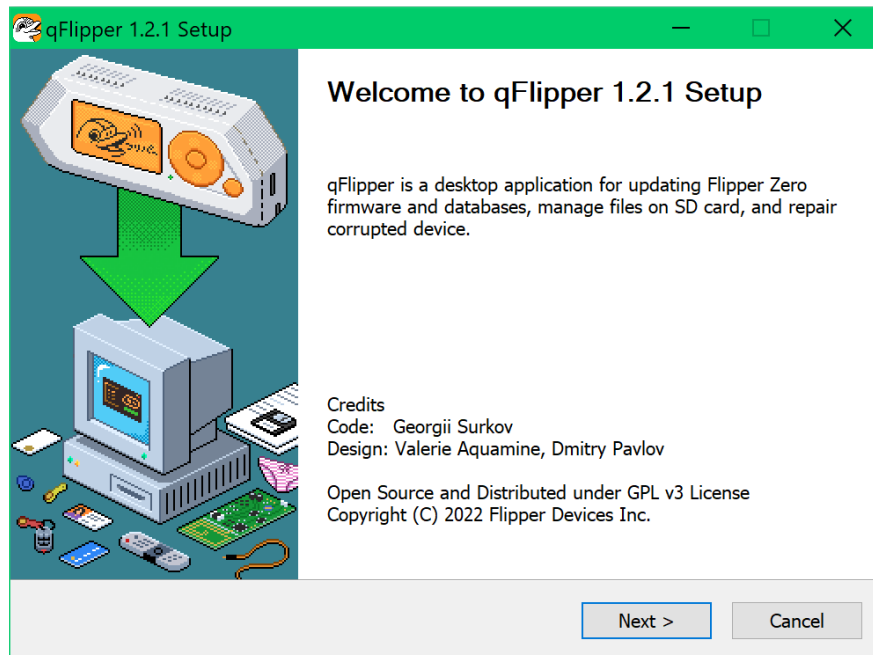 qFlipper 1.2.1 Setup
Welcome to qFlipper 1.2.1 Setup
qFlipper is a desktop application for updating Flipper Zero
firmware and databases, manage files on SD card, and repair
corrupted device.
Credits
Code: Georgii Surkov
Design: Valerie Aquamine, Dmitry Pavlov
Open Source and Distributed under GPL v3 License
Copyright (C) 2022 Flipper Devices Inc.
Next >
Cancel